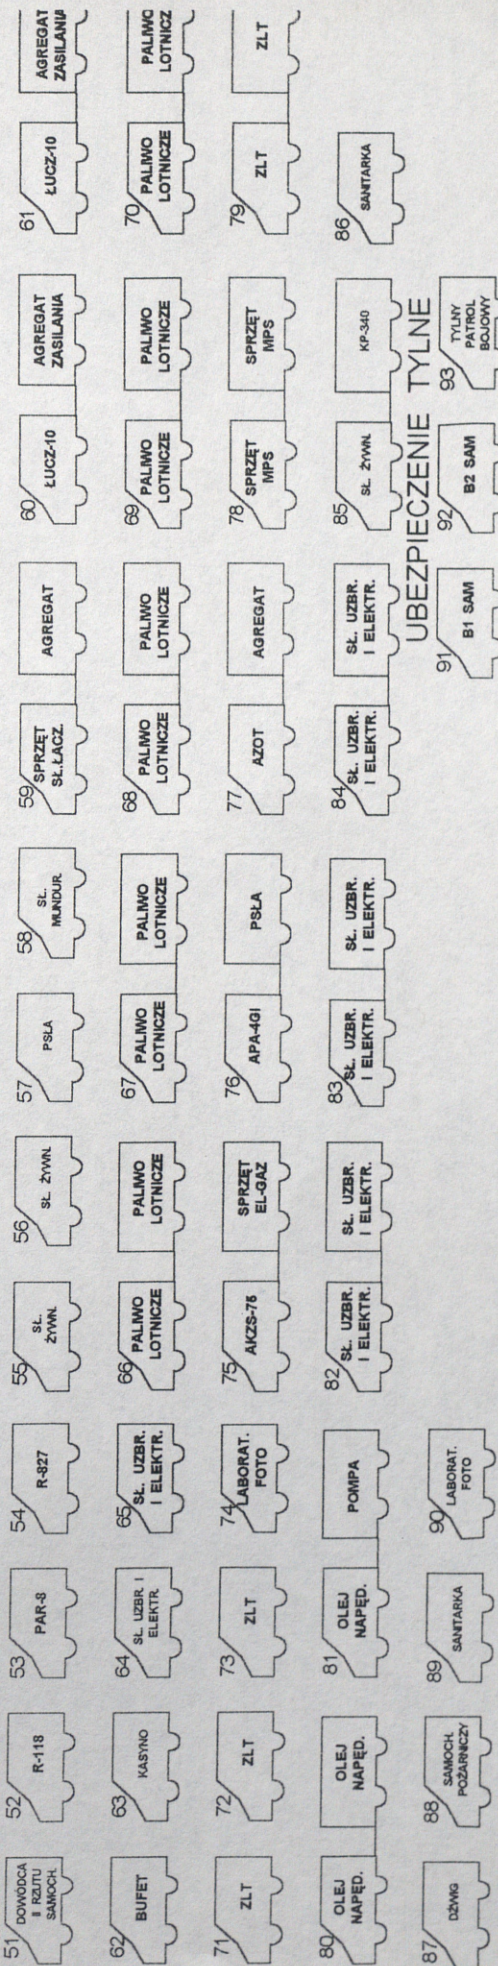 51 DOWÓDCA
II RZUTU
SAMOCH.
52 R-118
53 PAR-8
54 R-827
55 SŁ.
ŻYWN.
56 SŁ. ŻYWN.
57 PSŁA
58 SŁ.
MUNDUR.
59 SPRZĘT
SŁ.ŁĄCZ.
AGREGAT
60 ŁUCZ-10
AGREGAT
ZASILANIA
61 ŁUCZ-10
AGREGAT
ZASILANIA
62 BUFET
63 KASYNO
64 SŁ. UZBR. I
ELEKTR.
65 SŁ. UZBR.
I ELEKTR.
66 PALIWO
LOTNICZE
PALIWO
LOTNICZE
67 PALIWO
LOTNICZE
PALIWO
LOTNICZE
68 PALIWO
LOTNICZE
PALIWO
LOTNICZE
69 PALIWO
LOTNICZE
PALIWO
LOTNICZE
70 PALIWO
LOTNICZE
PALIWO
LOTNICZ
71 ZLT
72 ZLT
73 ZLT
74 LABORAT.
FOTO
75 AKZS-75
SPRZĘT
EL-GAZ
76 APA-4GI
PSŁA
77 AZOT
AGREGAT
78 SPRZĘT
MPS
SPRZĘT
MPS
79 ZLT
ZLT
80 OLEJ
NAPĘD.
OLEJ
NAPĘD.
81 OLEJ
NAPĘD.
POMPA
82 SŁ. UZBR.
I ELEKTR.
SŁ. UZBR.
I ELEKTR.
83 SŁ. UZBR.
I ELEKTR.
SŁ. UZBR.
I ELEKTR.
84 SŁ. UZBR.
I ELEKTR.
SŁ. UZBR.
I ELEKTR.
85 SŁ. ŻYWN.
KP-340
86 SANITARKA
UBEZPIECZENIE TYLNE
87 DŹWIG
88 SAMOCH.
POŻARNICZY
89 SANITARKA
90 LABORAT.
FOTO
91 B1 SAM
92 B2 SAM
93 TYLNY
PATROL
BOJOWY